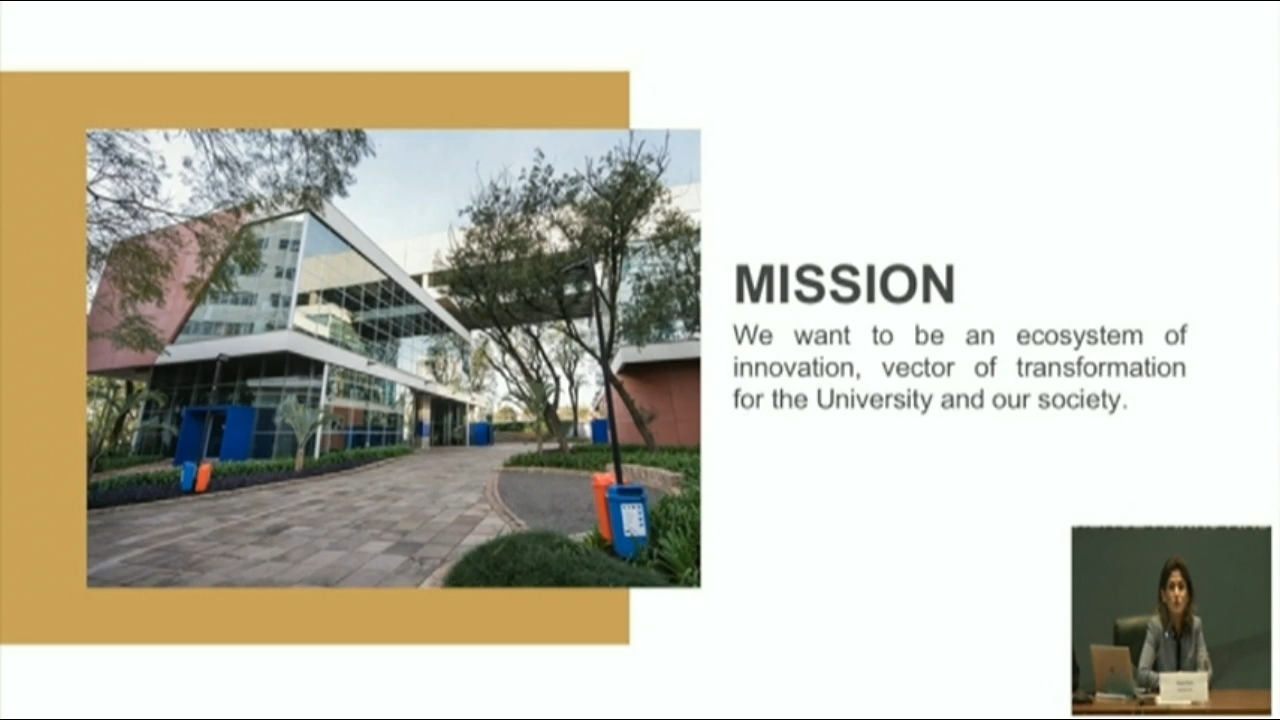 MISSION
We want to be an ecosystem of
innovation, vector of transformation
for the University and our society.